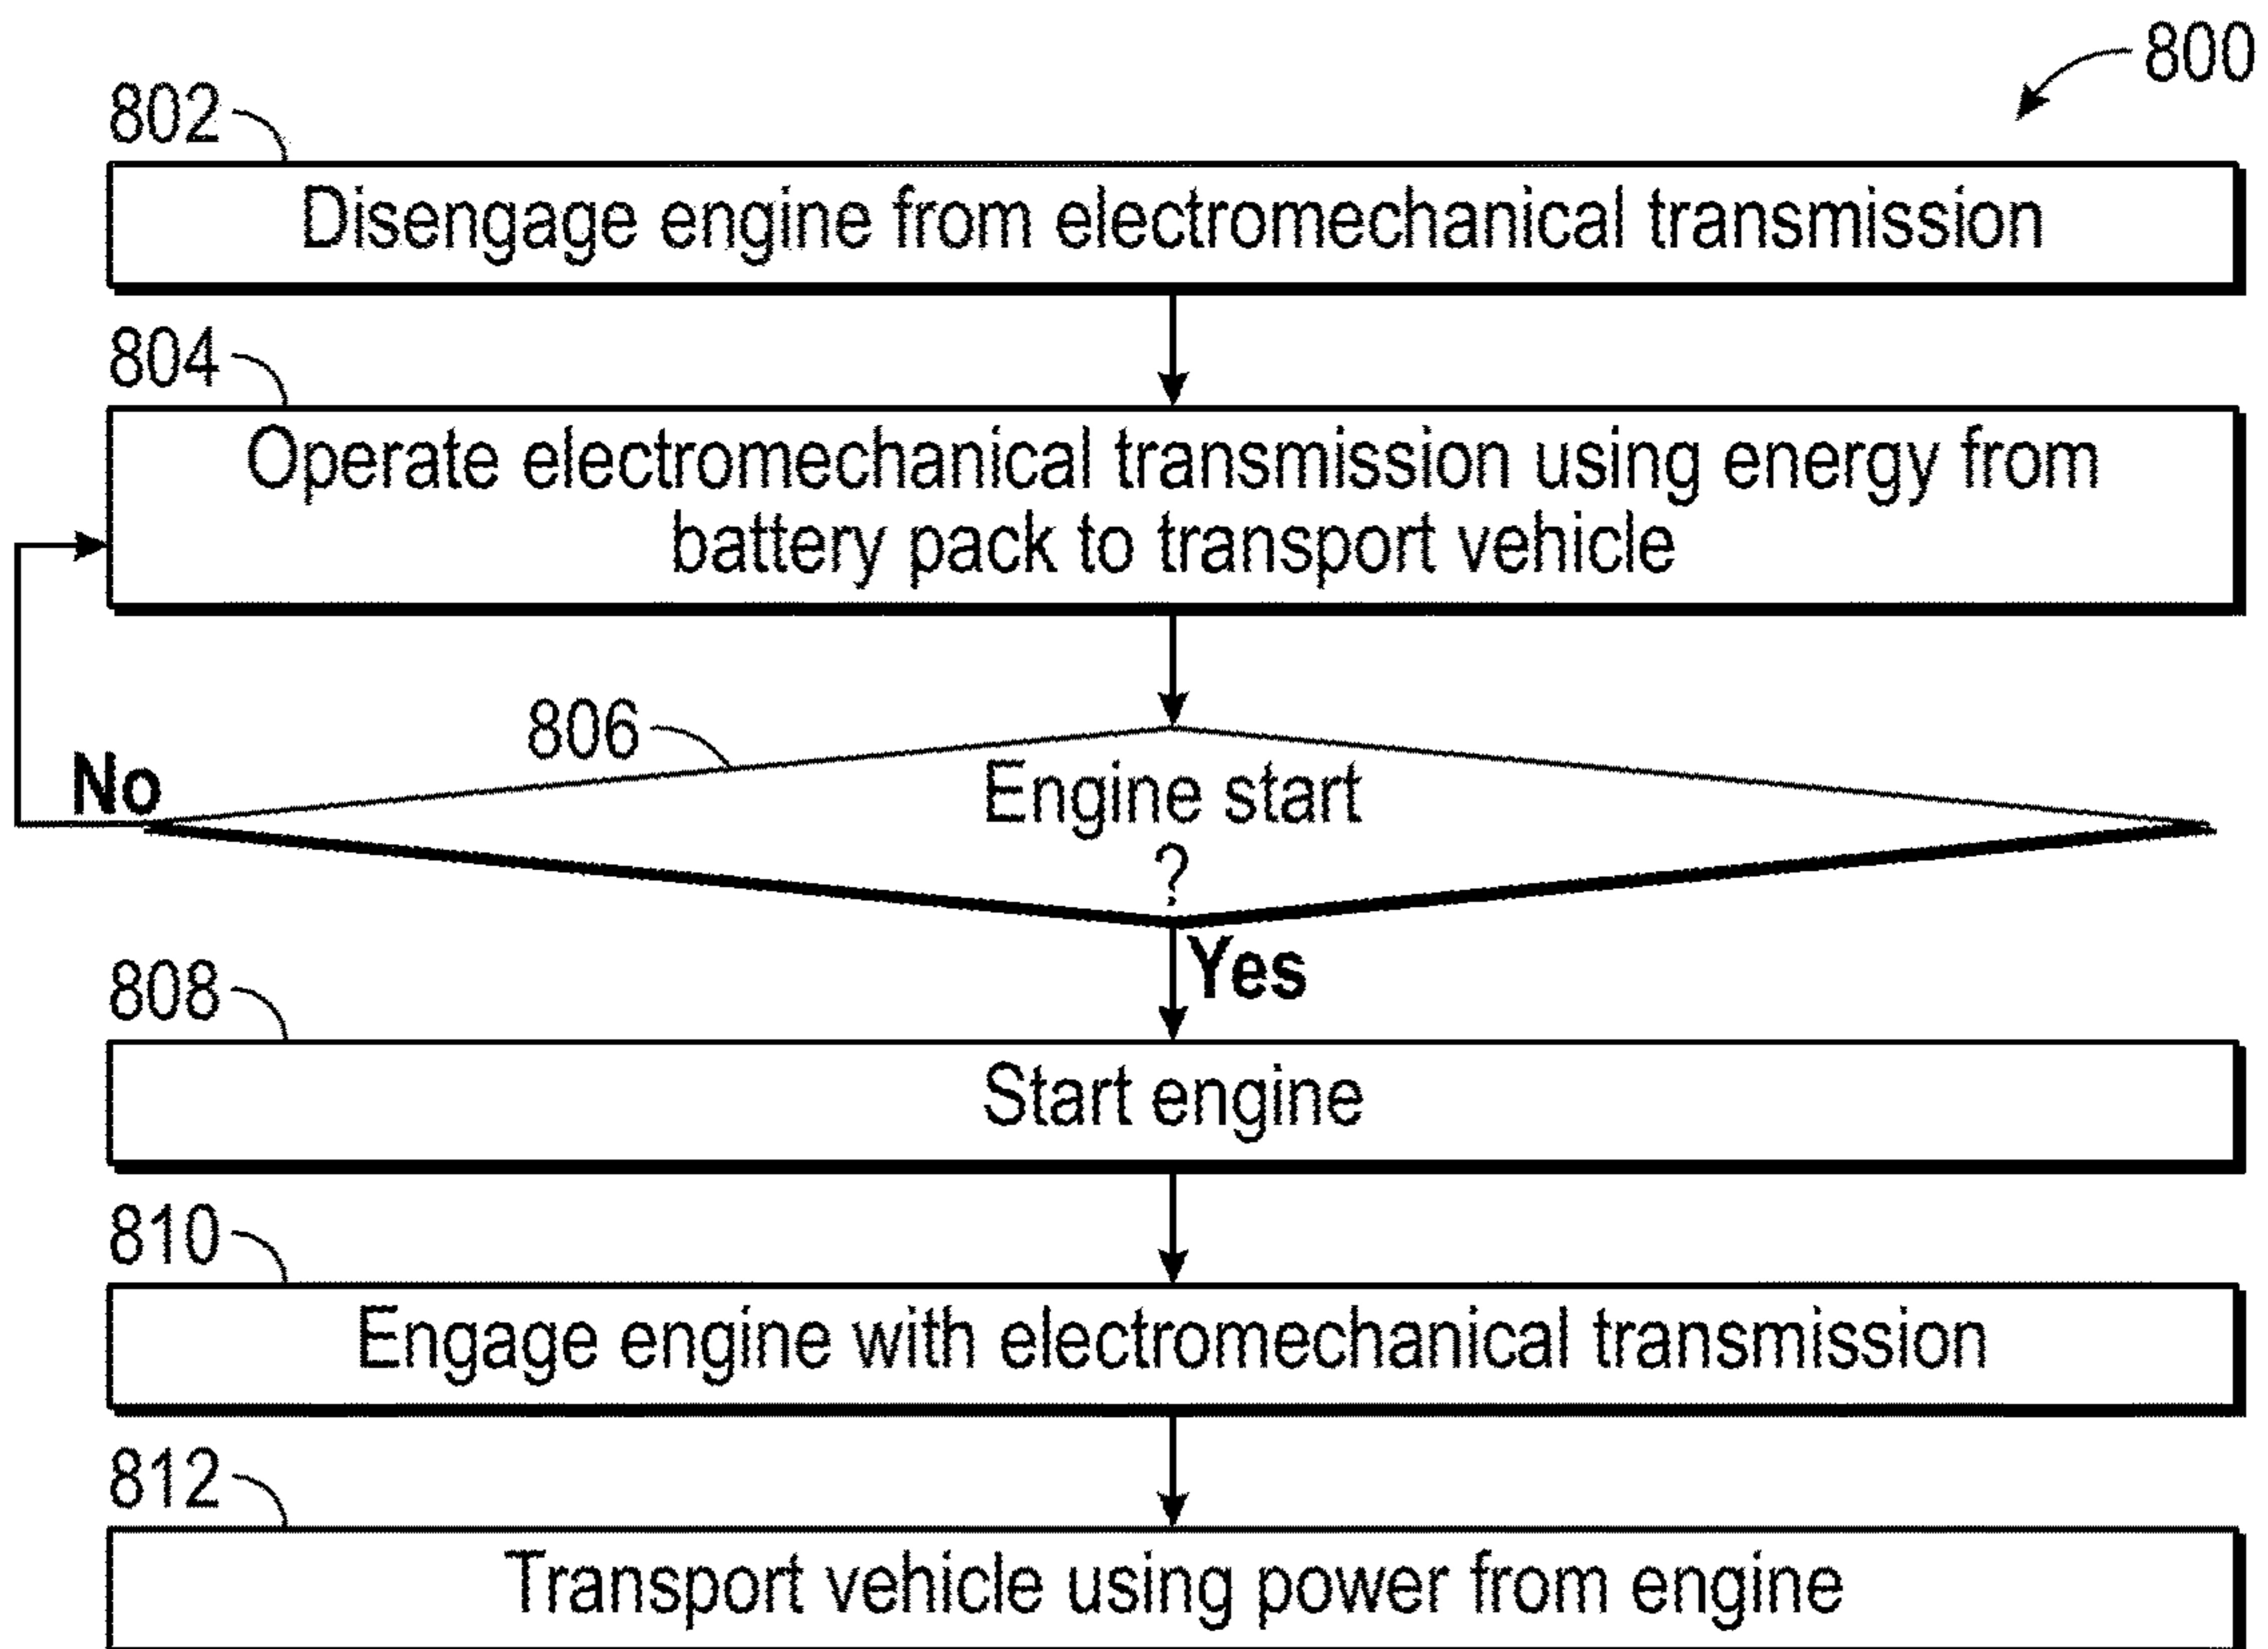 800
802
Disengage engine from electromechanical transmission
804
Operate electromechanical transmission using energy from
battery pack to transport vehicle
806
No
Engine start
?
Yes
808
Start engine
810
Engage engine with electromechanical transmission
812
Transport vehicle using power from engine